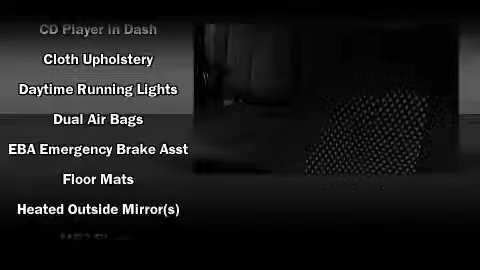 CD Player in Dash
Cloth Upholstery
Daytime Running Lights
Dual Air Bags
EBA Emergency Brake Asst
Floor Mats
Heated Outside Mirror(s)